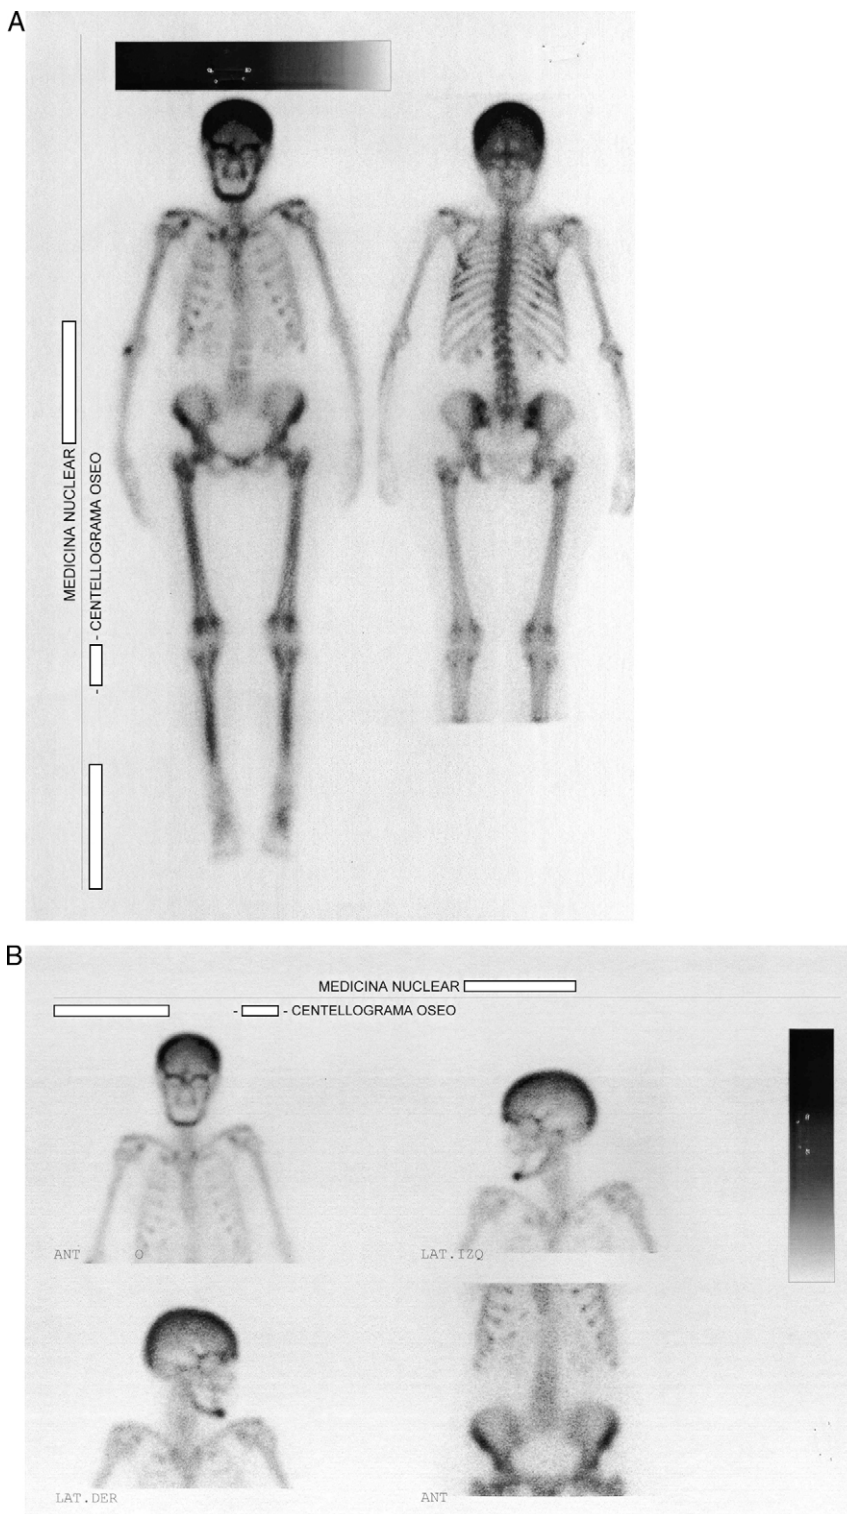 A
MEDICINA NUCLEAR
- - CENTELLOGRAMA OSEO
B
MEDICINA NUCLEAR
- - CENTELLOGRAMA OSEO
ANT O
LAT.IZQ
LAT.DER
ANT